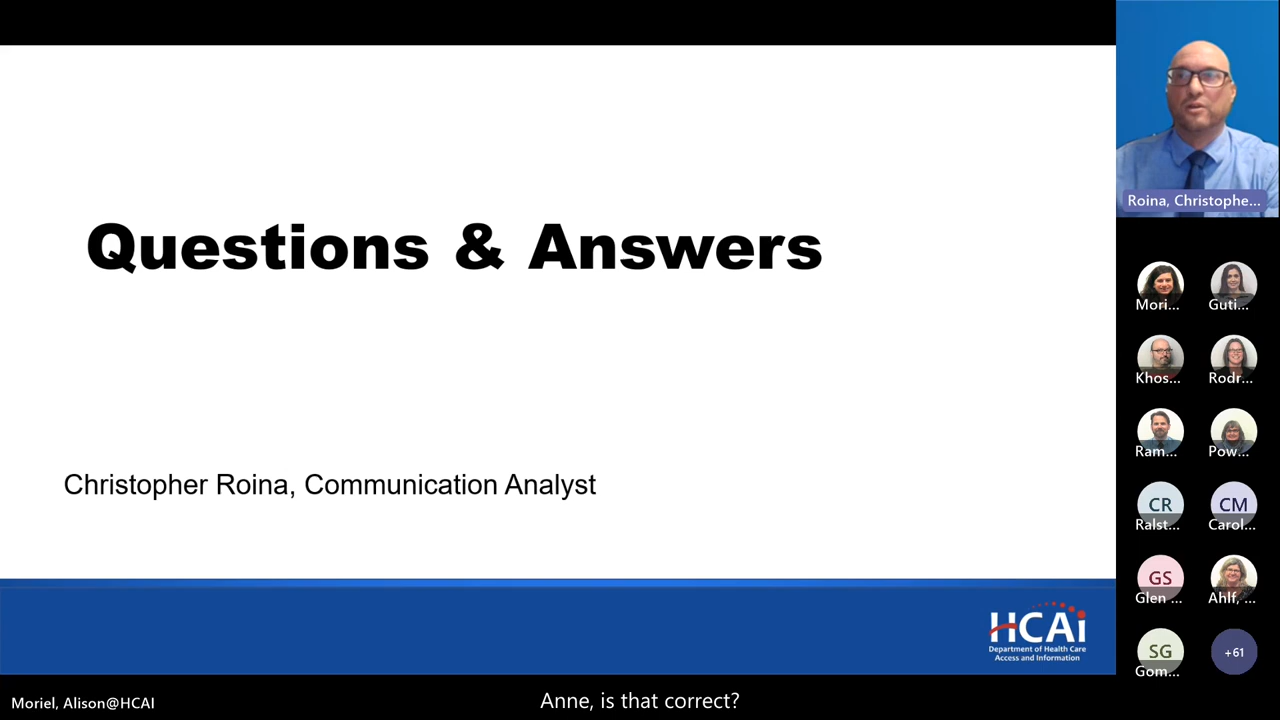 Questions & Answers
Christopher Roina, Communication Analyst
HCAi
Department of Health Care
Access and Information
Roina, Christophe...
Mori...
Guti...
Khos...
Rodr...
Ram...
Pow...
CR
CM
Ralst...
Carol...
GS
Glen ...
Ahlf, ...
SG
+61
Gom...
Moriel, Alison@HCAI
Anne, is that correct?